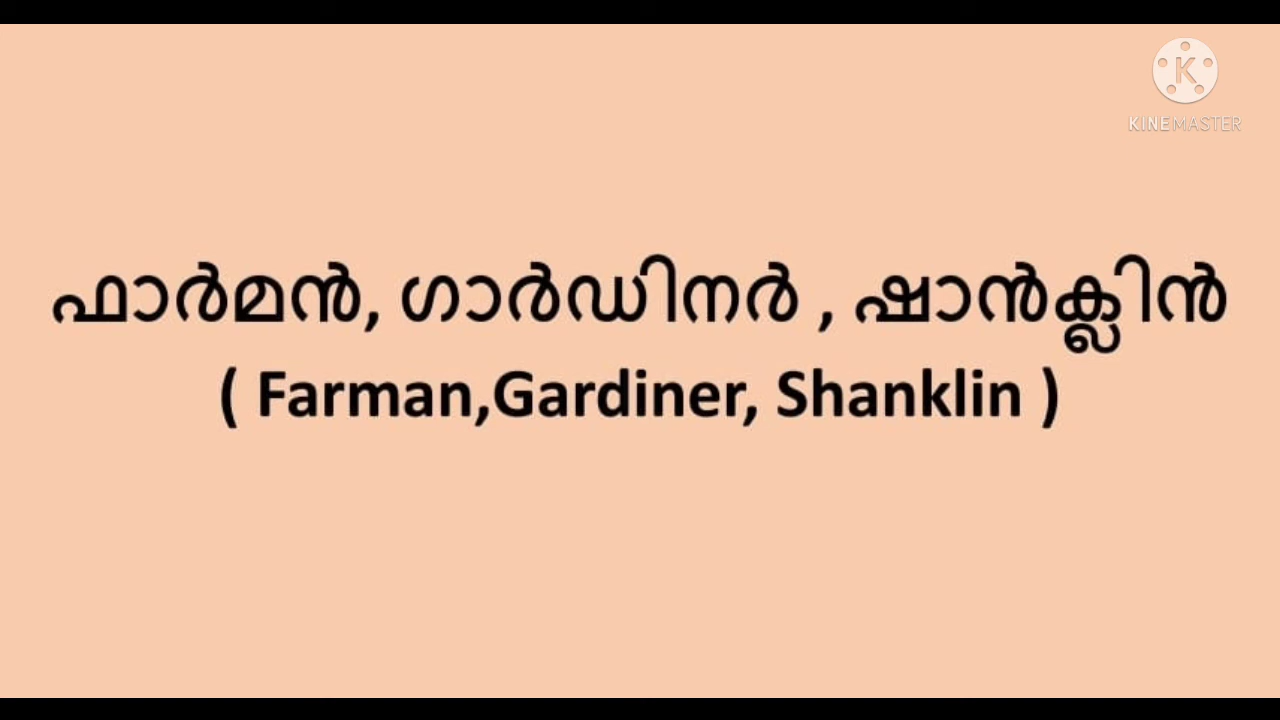 K
KINEMASTER
ഫാർമൻ, ഗാർഡിനർ , ഷാൻക്ലിൻ
( Farman,Gardiner, Shanklin )